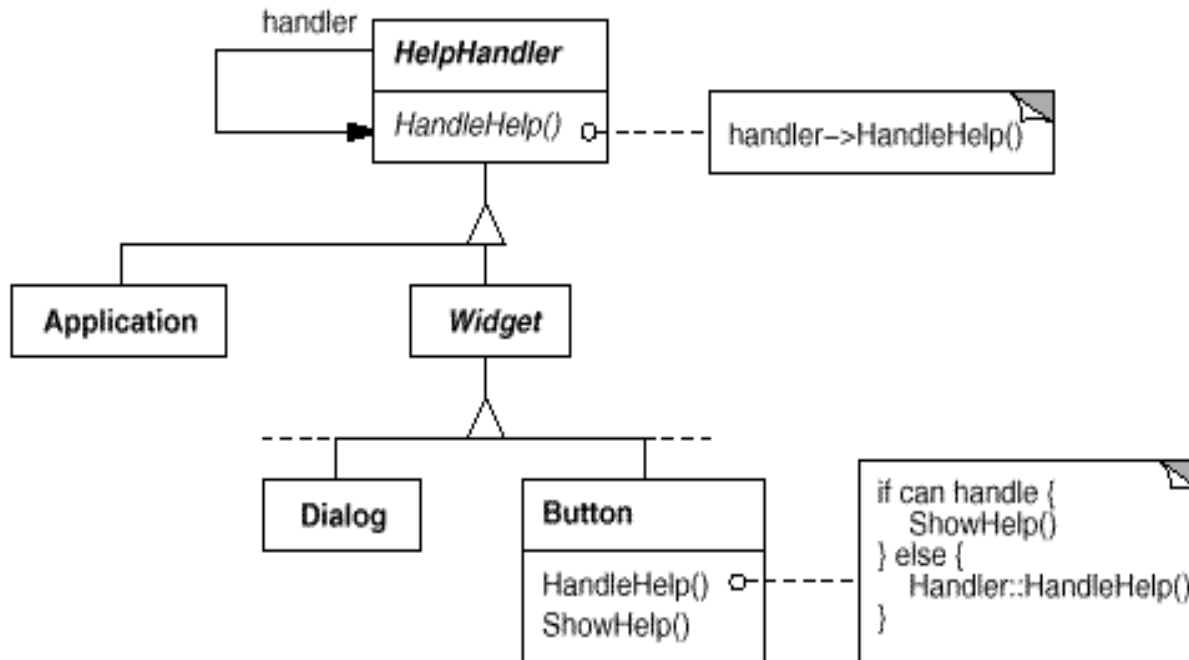 handler
HelpHandler
HandleHelp()
handler–>HandleHelp()
Application
Widget
Dialog
Button
HandleHelp()
ShowHelp()
if can handle {
ShowHelp()
} else {
Handler::HandleHelp()
}